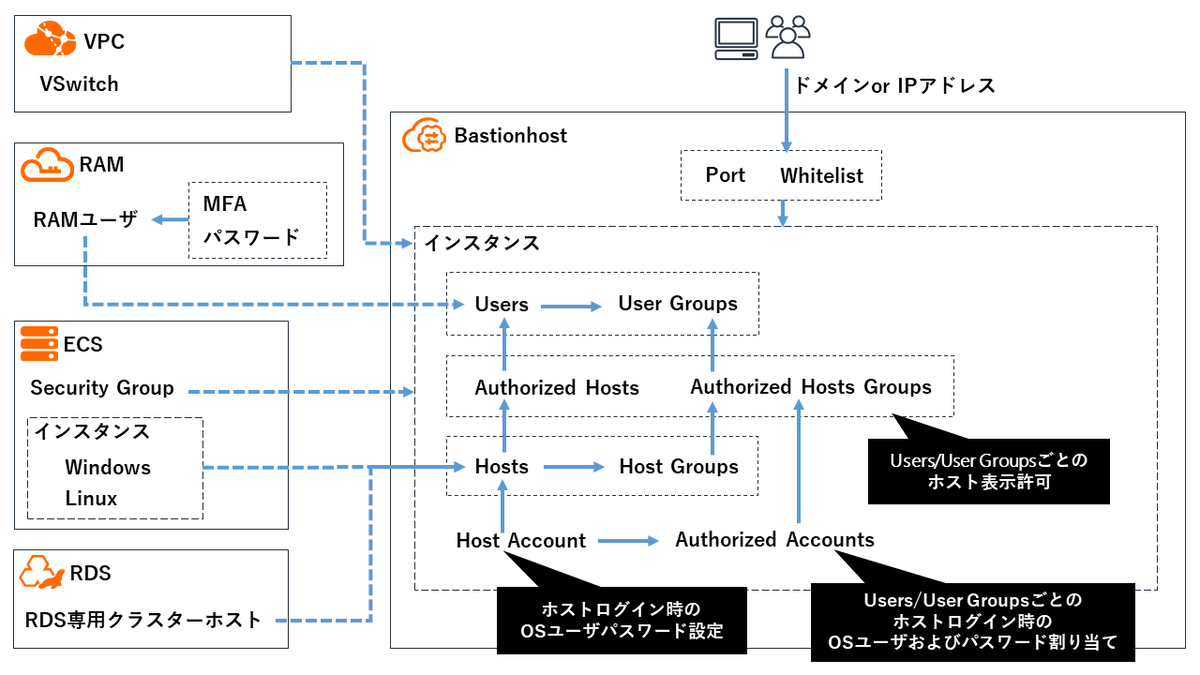 VPC
VSwitch
ドメインor IPアドレス
Bastionhost
RAM
Port Whitelist
RAMユーザ
MFA
パスワード
インスタンス
Users
User Groups
ECS
Security Group
Authorized Hosts
Authorized Hosts Groups
インスタンス
Windows
Linux
Hosts
Host Groups
Users/User Groupsごとの
ホスト表示許可
Host Account
Authorized Accounts
RDS
RDS専用クラスターホスト
ホストログイン時の
OSユーザパスワード設定
Users/User Groupsごとの
ホストログイン時の
OSユーザおよびパスワード割り当て